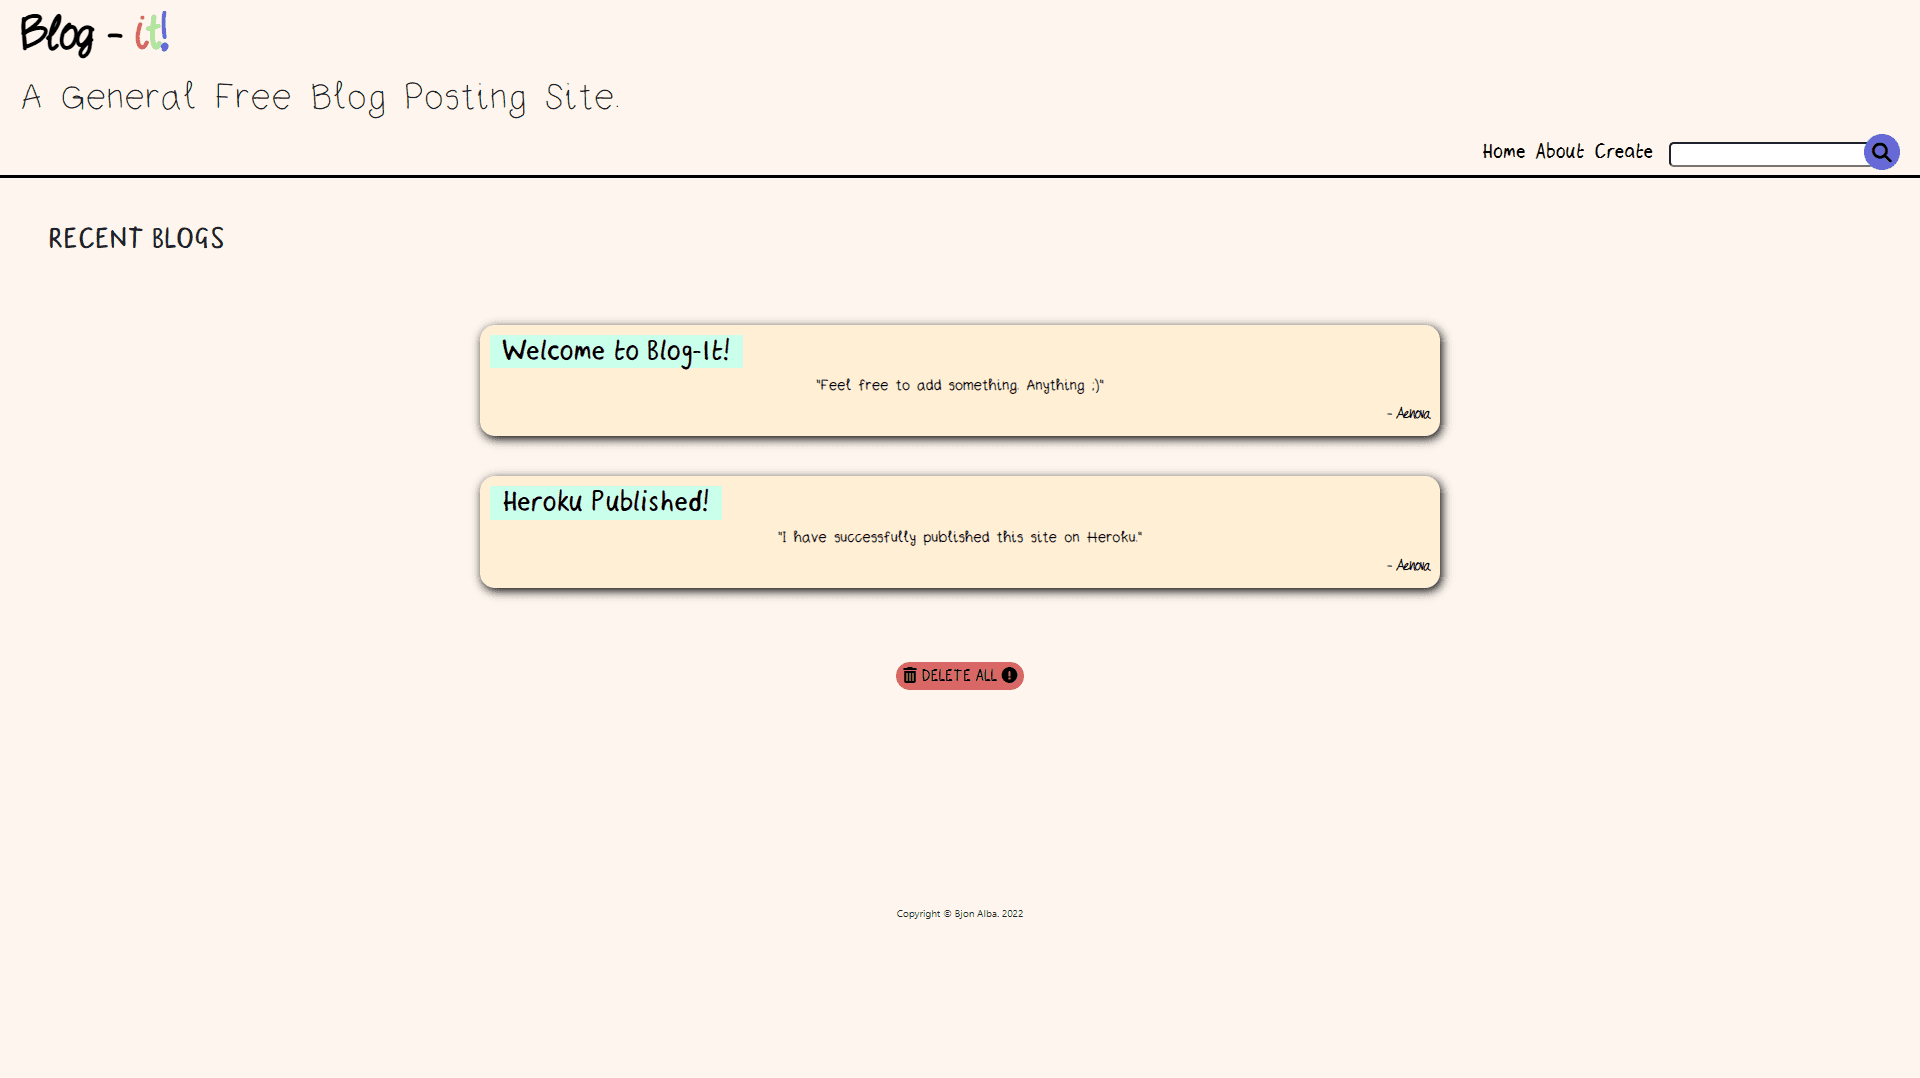 Blog - it!
A General Free Blog Posting Site.
Home About Create
RECENT BLOGS
Welcome to Blog-It!
"Feel free to add something. Anything ;)"
- Aenova
Heroku Published!
"I have successfully published this site on Heroku."
- Aenova
DELETE ALL
Copyright © Bjon Alba. 2022